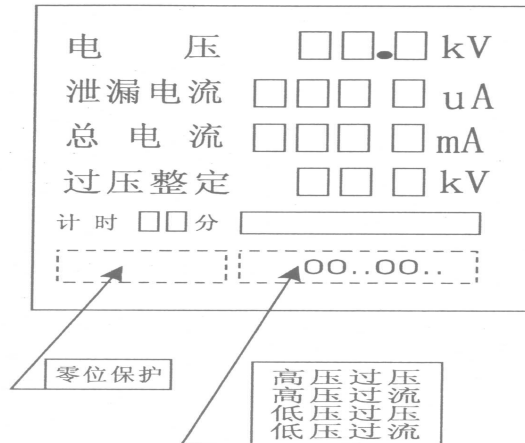 电 压 □□.□ kV
泄漏电流 □□□□ uA
总 电 流 □□□□ mA
过压整定 □□□ kV
计 时 □□分
00..00..
零位保护
高压过压
高压过流
低压过压
低压过流